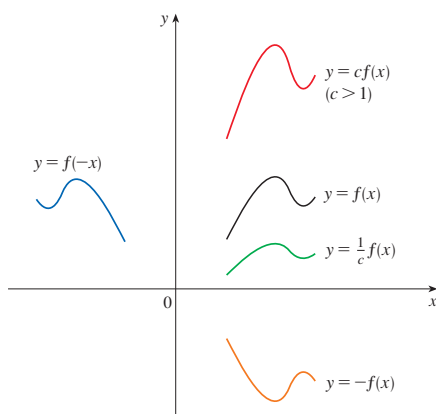 y
y = cf(x)
(c > 1)
y = f(−x)
y = f(x)
y = 1/c f(x)
0
x
y = −f(x)